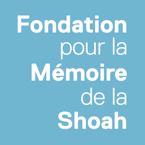 Fondation
pour la
Mémoire
de la
Shoah